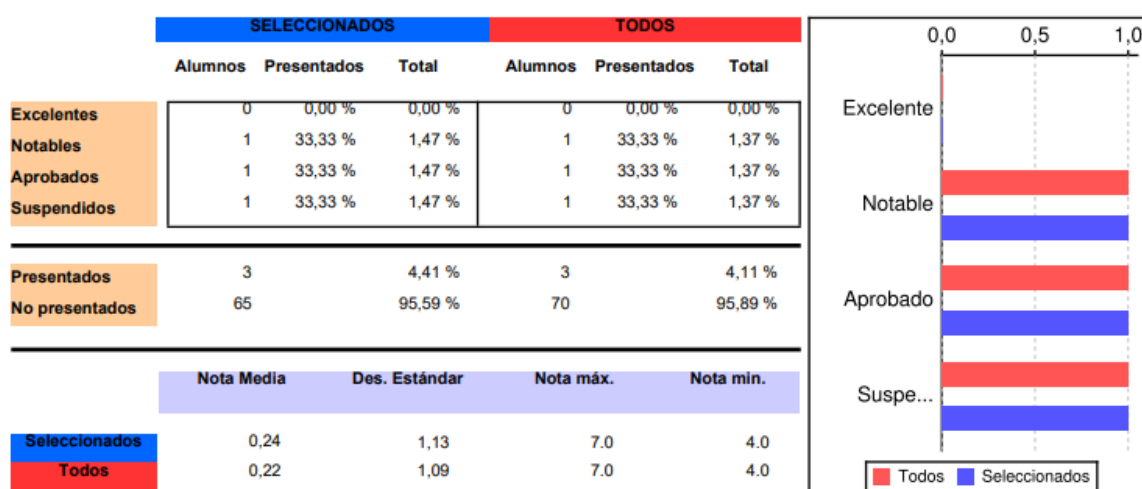 SELECCIONADOS TODOS
Alumnos Presentados Total Alumnos Presentados Total
Excelentes 0 0,00 % 0,00 % 0 0,00 % 0,00 %
Notables 1 33,33 % 1,47 % 1 33,33 % 1,37 %
Aprobados 1 33,33 % 1,47 % 1 33,33 % 1,37 %
Suspendidos 1 33,33 % 1,47 % 1 33,33 % 1,37 %
Presentados 3 4,41 % 3 4,11 %
No presentados 65 95,59 % 70 95,89 %
Nota Media Des. Estándar Nota máx. Nota min.
Seleccionados 0,24 1,13 7.0 4.0
Todos 0,22 1,09 7.0 4.0
0,0 0,5 1,0
Excelente
Notable
Aprobado
Suspe...
Todos Seleccionados